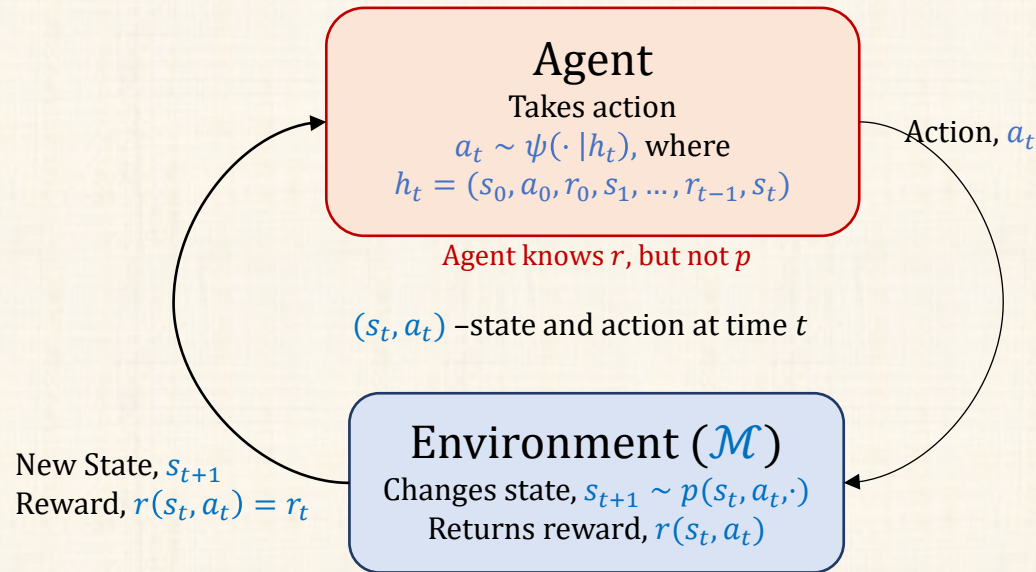 Agent
Takes action
a_t ~ ψ(· |h_t), where
h_t = (s_0, a_0, r_0, s_1, …, r_{t−1}, s_t)
Action, a_t
Agent knows r, but not p
(s_t, a_t) –state and action at time t
Environment (ℳ)
Changes state, s_{t+1} ~ p(s_t, a_t,·)
Returns reward, r(s_t, a_t)
New State, s_{t+1}
Reward, r(s_t, a_t) = r_t